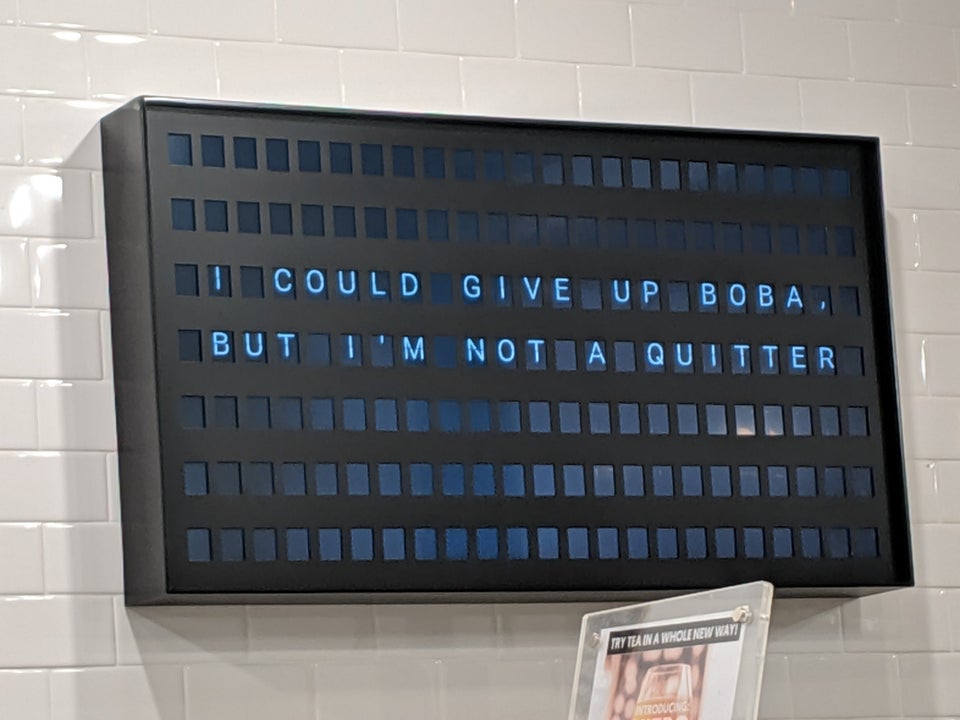 I COULD GIVE UP BOBA,
BUT I'M NOT A QUITTER
TRY TEA IN A WHOLE NEW WAY!
INTRODUCING: